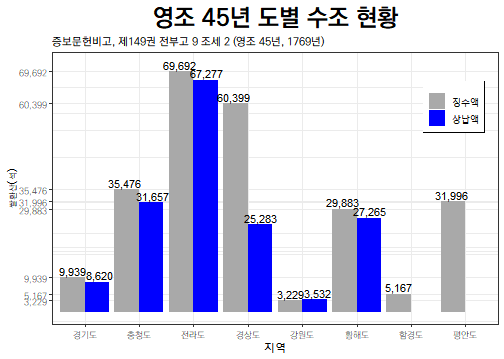 영조 45년 도별 수조 현황
증보문헌비고, 제149권 전부고 9 조세 2 (영조 45년, 1769년)
69,692
67,277
69,692
60,399
60,399
징수액
상납액
35,476
35,476
31,657
31,996
31,996
29,883
29,883
27,265
25,283
9,939
9,939
8,620
5,167
5,167
3,229
3,229
3,532
경기도
충청도
전라도
경상도
강원도
황해도
함경도
평안도
지역